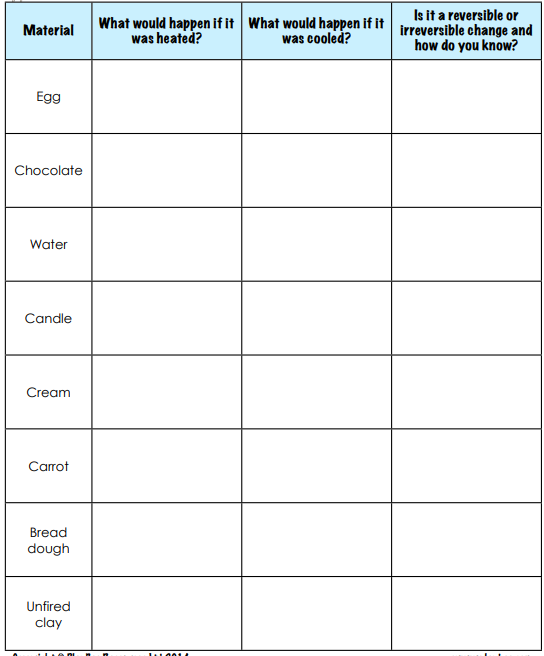 Material
What would happen if it
was heated?
What would happen if it
was cooled?
Is it a reversible or
irreversible change and
how do you know?
Egg
Chocolate
Water
Candle
Cream
Carrot
Bread
dough
Unfired
clay